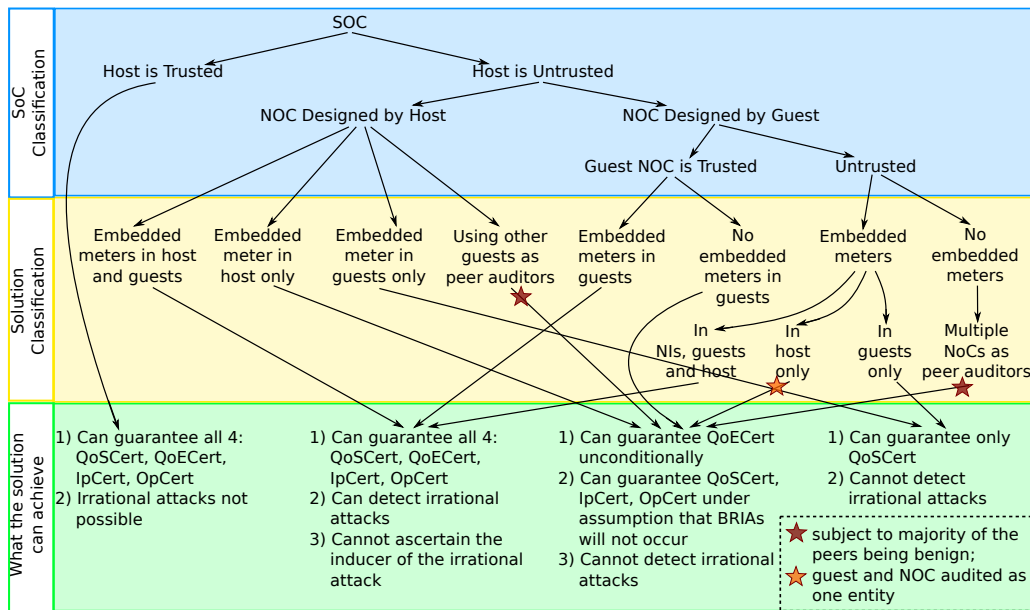 SoC
Classification
SOC
Host is Trusted
Host is Untrusted
NOC Designed by Host
NOC Designed by Guest
Guest NOC is Trusted
Untrusted
Solution
Classification
Embedded
meters in host
and guests
Embedded
meter in
host only
Embedded
meter in
guests only
Using other
guests as
peer auditors
Embedded
meters in
guests
No
embedded
meters in
guests
Embedded
meters
No
embedded
meters
In
NIs, guests
and host
In
host
only
In
guests
only
Multiple
NoCs as
peer auditors
What the solution
can achieve
1) Can guarantee all 4:
QoSCert, QoECert,
IpCert, OpCert
2) Irrational attacks not
possible
1) Can guarantee all 4:
QoSCert, QoECert,
IpCert, OpCert
2) Can detect irrational
attacks
3) Cannot ascertain the
inducer of the irrational
attack
1) Can guarantee QoECert
unconditionally
2) Can guarantee QoSCert,
IpCert, OpCert under
assumption that BRIAs
will not occur
3) Cannot detect irrational
attacks
1) Can guarantee only
QoSCert
2) Cannot detect
irrational attacks
subject to majority of the
peers being benign;
guest and NOC audited as
one entity